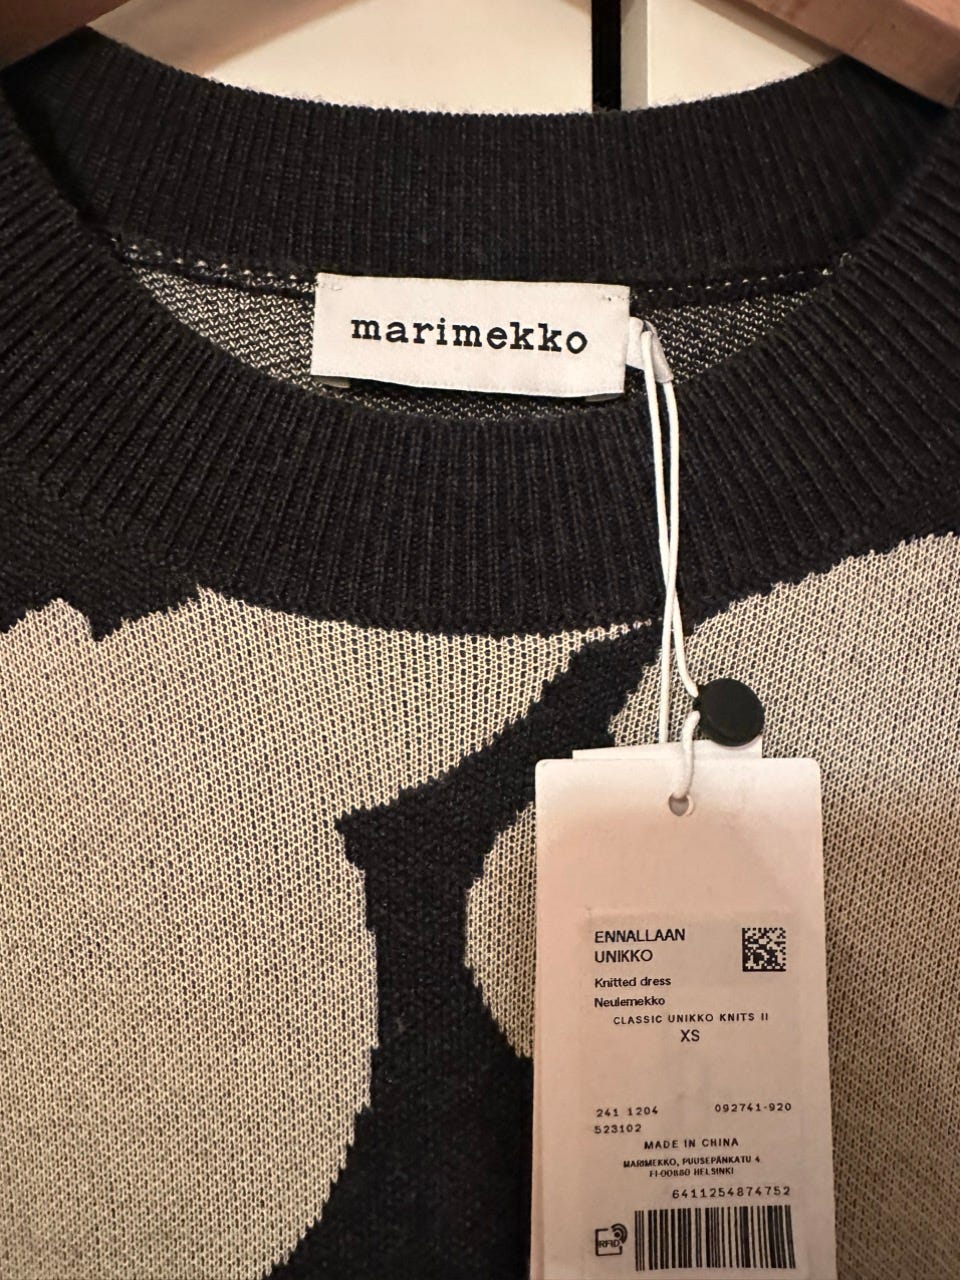 marimekko
ENNALLAAN
UNIKKO
Knitted dress
Neulemekko
CLASSIC UNIKKO KNITS II
XS
241 1204 092741-920
523102
MADE IN CHINA
MARIMEKKO, PUUSEPÄNKATU 4
FI-00880 HELSINKI
6411254874752
RFID